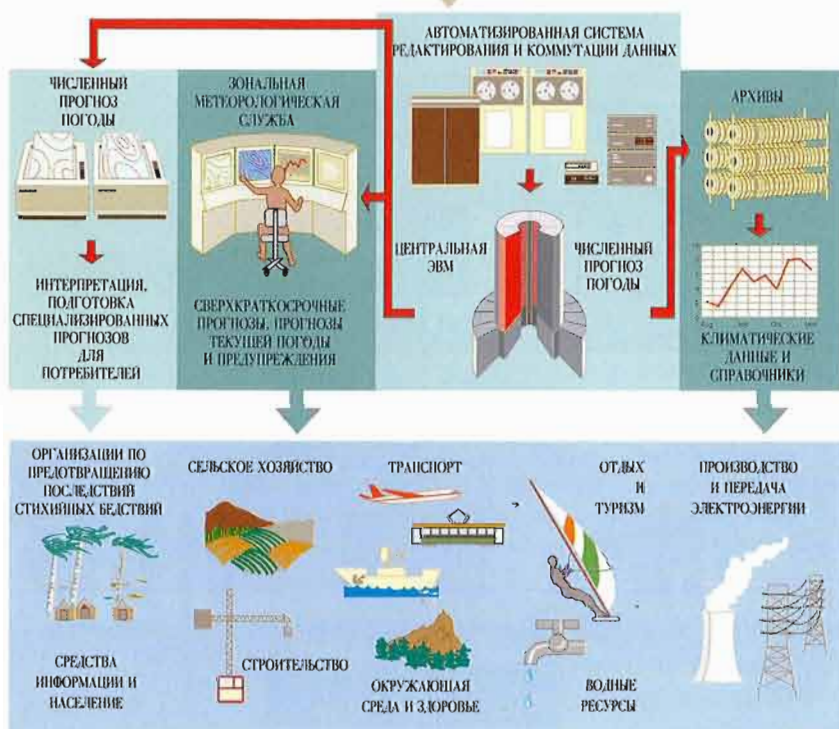 АВТОМАТИЗИРОВАННАЯ СИСТЕМА
РЕДАКТИРОВАНИЯ И КОММУТАЦИИ ДАННЫХ
ЧИСЛЕННЫЙ
ПРОГНОЗ
ПОГОДЫ
ЗОНАЛЬНАЯ
МЕТЕОРОЛОГИЧЕСКАЯ
СЛУЖБА
АРХИВЫ
ЦЕНТРАЛЬНАЯ
ЭВМ
ЧИСЛЕННЫЙ
ПРОГНОЗ
ПОГОДЫ
ИНТЕРПРЕТАЦИЯ,
ПОДГОТОВКА
СПЕЦИАЛИЗИРОВАННЫХ
ПРОГНОЗОВ
ДЛЯ
ПОТРЕБИТЕЛЕЙ
СВЕРХКРАТКОСРОЧНЫЕ
ПРОГНОЗЫ, ПРОГНОЗЫ
ТЕКУЩЕЙ ПОГОДЫ
И ПРЕДУПРЕЖДЕНИЯ
КЛИМАТИЧЕСКИЕ
ДАННЫЕ И
СПРАВОЧНИКИ
ОРГАНИЗАЦИИ ПО
ПРЕДОТВРАЩЕНИЮ
ПОСЛЕДСТВИЙ
СТИХИЙНЫХ БЕДСТВИЙ
СЕЛЬСКОЕ ХОЗЯЙСТВО
ТРАНСПОРТ
ОТДЫХ
И
ТУРИЗМ
ПРОИЗВОДСТВО
И ПЕРЕДАЧА
ЭЛЕКТРОЭНЕРГИИ
СРЕДСТВА
ИНФОРМАЦИИ И
НАСЕЛЕНИЕ
СТРОИТЕЛЬСТВО
ОКРУЖАЮЩАЯ
СРЕДА И ЗДОРОВЬЕ
ВОДНЫЕ
РЕСУРСЫ